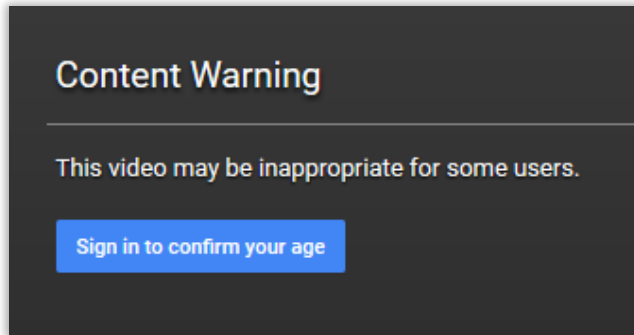 Content Warning
This video may be inappropriate for some users.
Sign in to confirm your age